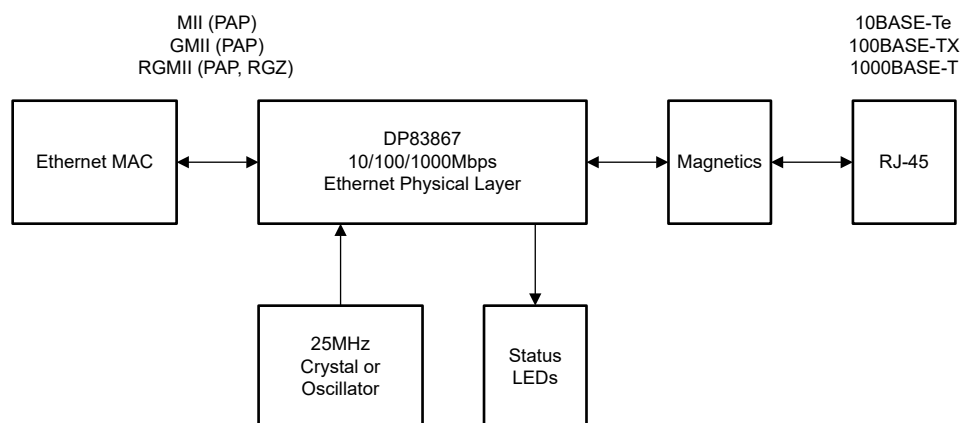 MII (PAP)
GMII (PAP)
RGMII (PAP, RGZ)
10BASE-Te
100BASE-TX
1000BASE-T
Ethernet MAC
DP83867
10/100/1000Mbps
Ethernet Physical Layer
Magnetics
RJ-45
25MHz
Crystal or
Oscillator
Status
LEDs